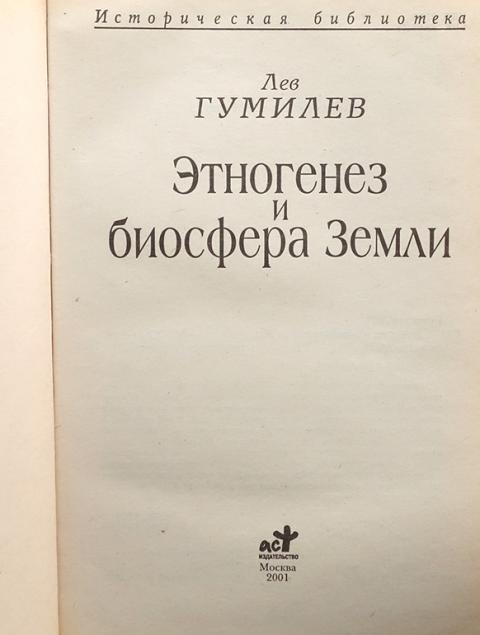 Историческая библиотека
Лев
ГУМИЛЕВ
Этногенез
и
биосфера Земли
аст
ИЗДАТЕЛЬСТВО
Москва
2001